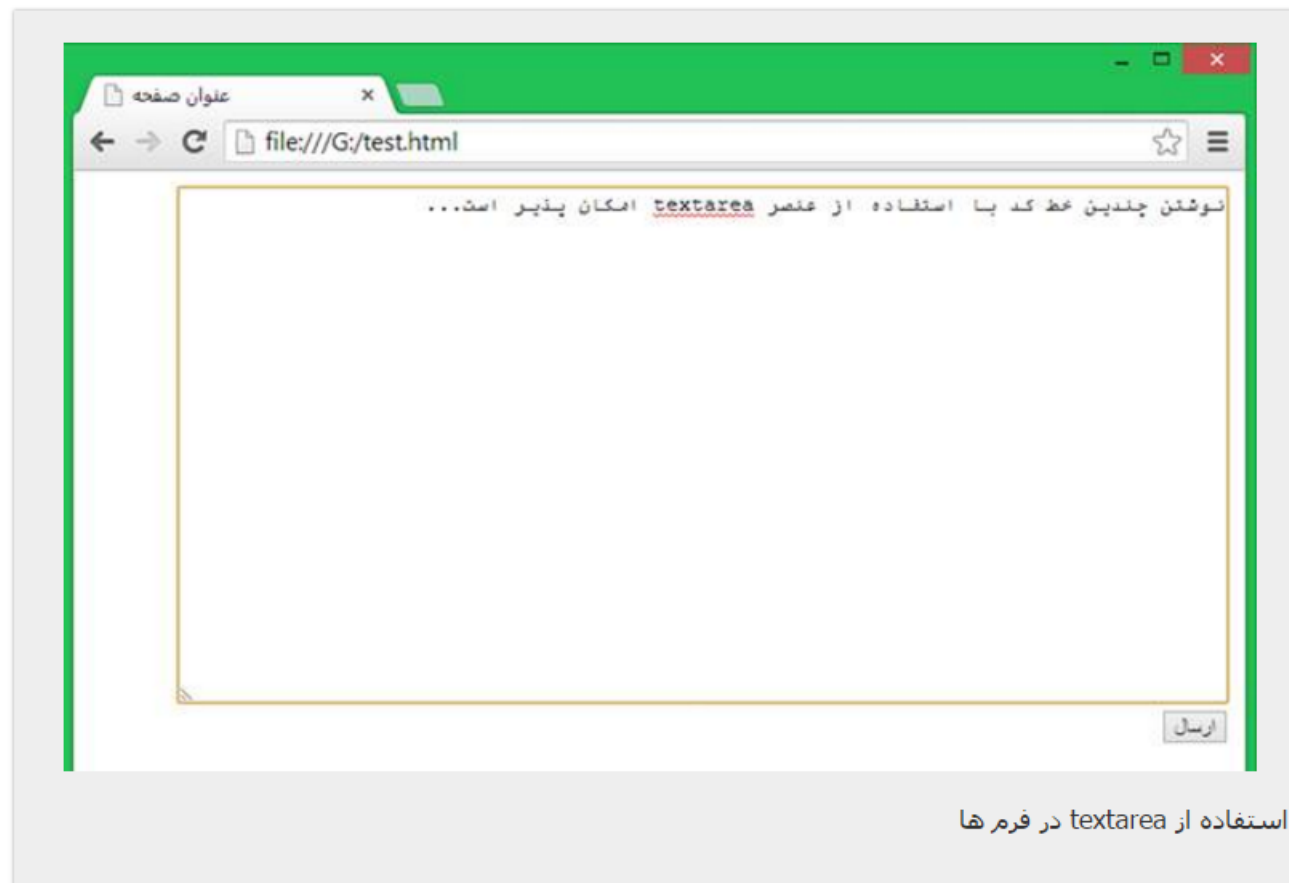 عنوان صفحه
file:///G:/test.html
نوشتن چندین خط کد با استفاده از عنصر textarea امکان پذیر است...
ارسال
استفاده از textarea در فرم ها